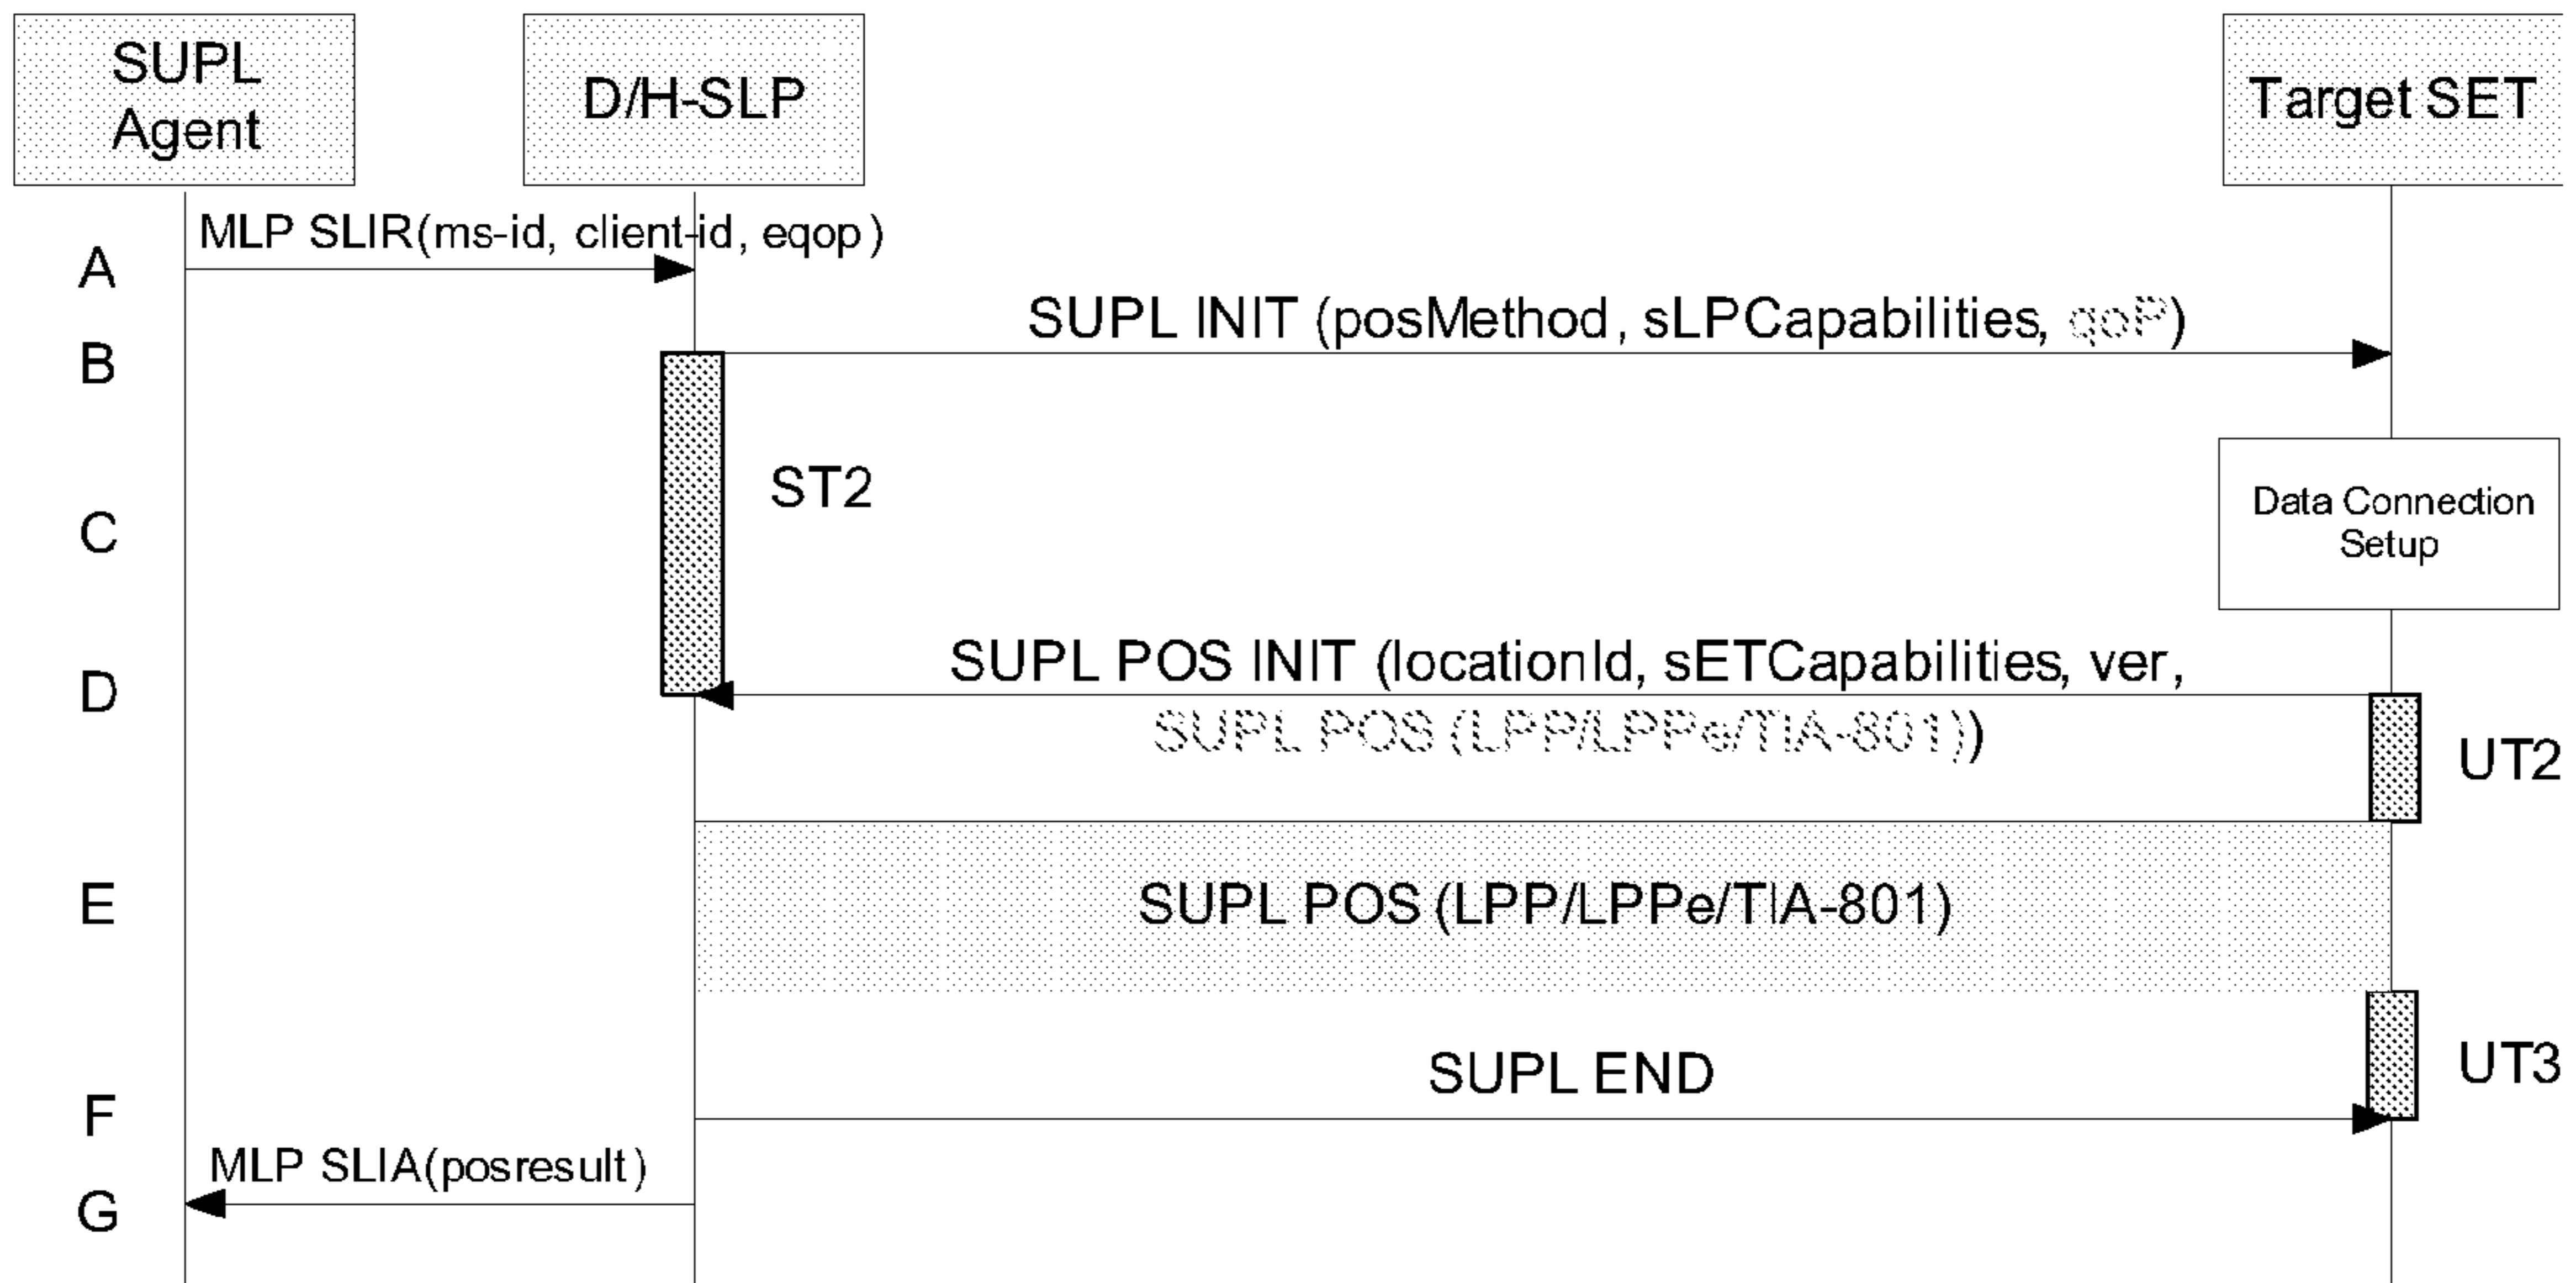 SUPL
Agent
D/H-SLP
Target SET
MLP SLIR(ms-id, client-id, eqop)
A
SUPL INIT (posMethod, sLPCapabilities, qoP)
B
ST2
Data Connection
Setup
C
SUPL POS INIT (locationId, sETCapabilities, ver,
D
SUPL POS (LPP/LPPe/TIA-801))
UT2
E
SUPL POS (LPP/LPPe/TIA-801)
SUPL END
UT3
F
MLP SLIA(posresult)
G